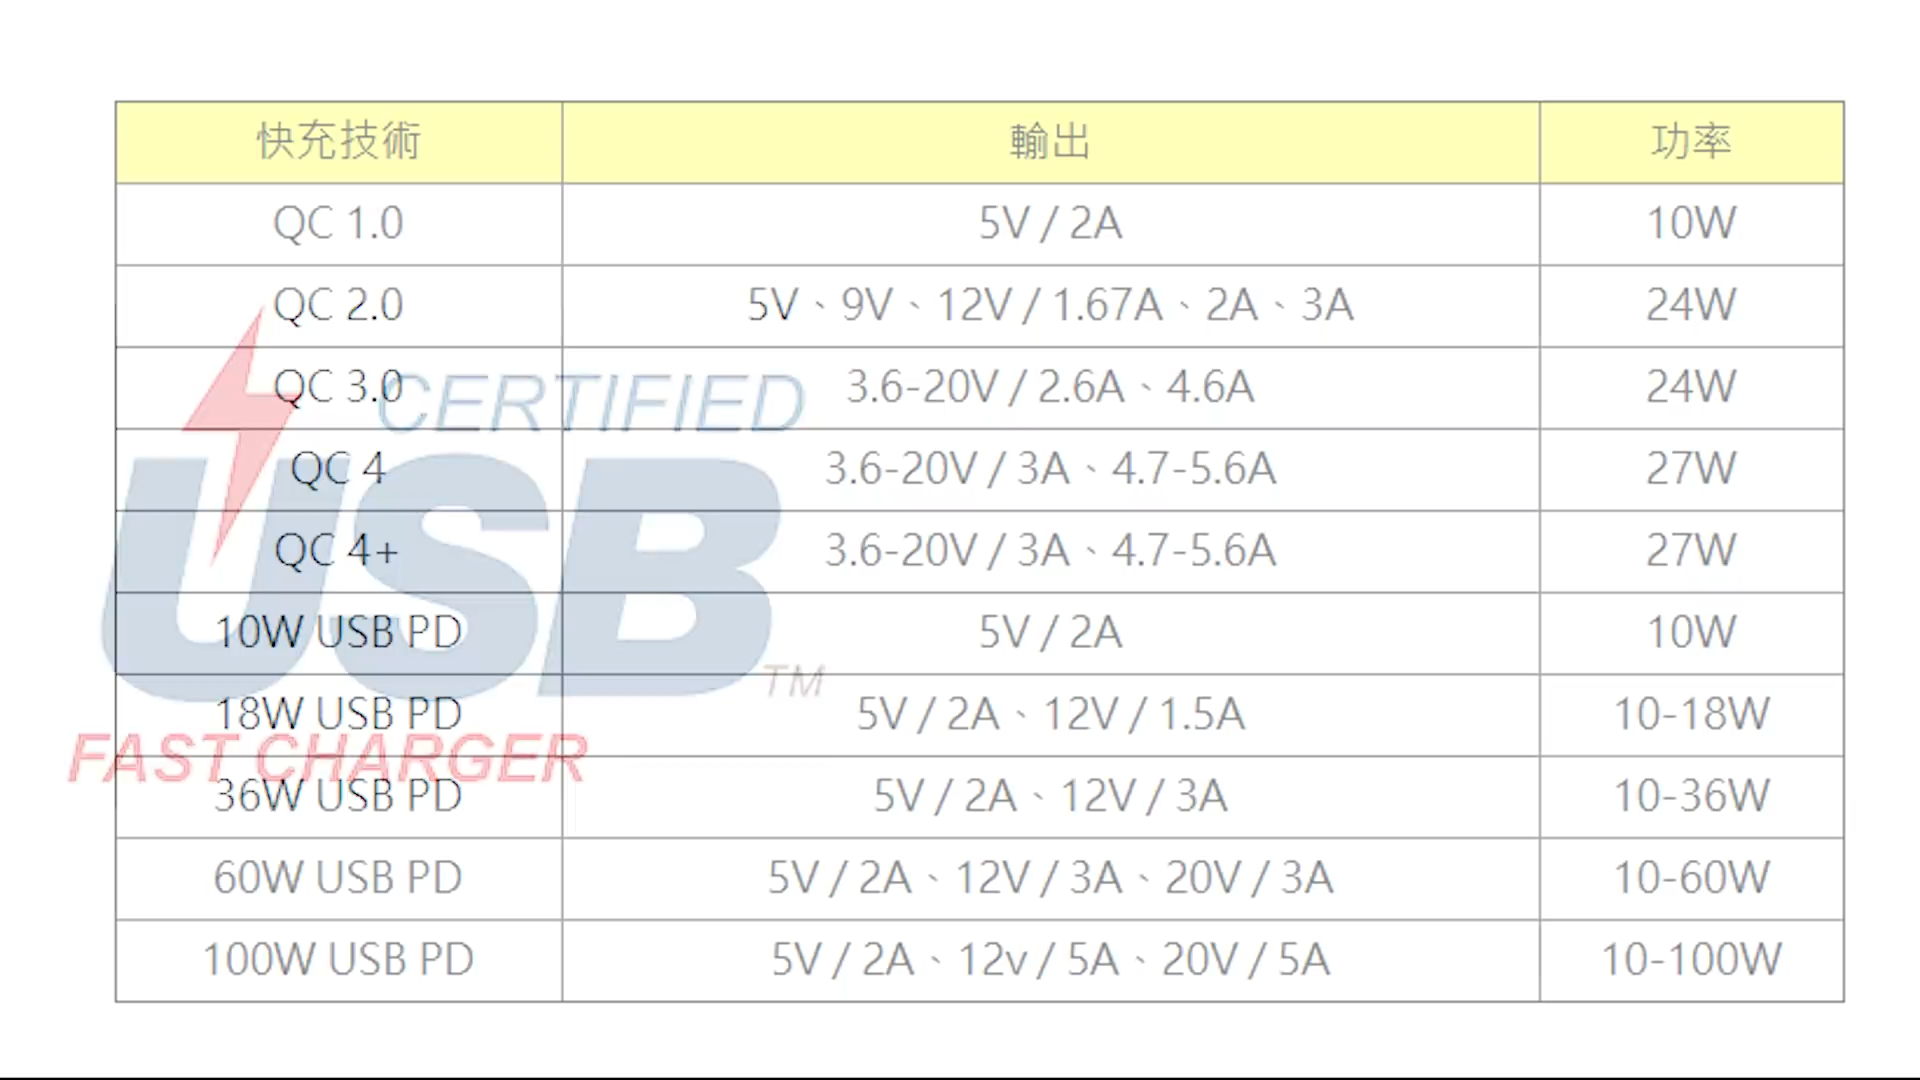 快充技術 輸出 功率
QC 1.0 5V / 2A 10W
QC 2.0 5V、9V、12V / 1.67A、2A、3A 24W
QC 3.0 3.6-20V / 2.6A、4.6A 24W
QC 4 3.6-20V / 3A、4.7-5.6A 27W
QC 4+ 3.6-20V / 3A、4.7-5.6A 27W
10W USB PD 5V / 2A 10W
18W USB PD 5V / 2A、12V / 1.5A 10-18W
36W USB PD 5V / 2A、12V / 3A 10-36W
60W USB PD 5V / 2A、12V / 3A、20V / 3A 10-60W
100W USB PD 5V / 2A、12v / 5A、20V / 5A 10-100W
CERTIFIED
USB TM
FAST CHARGER